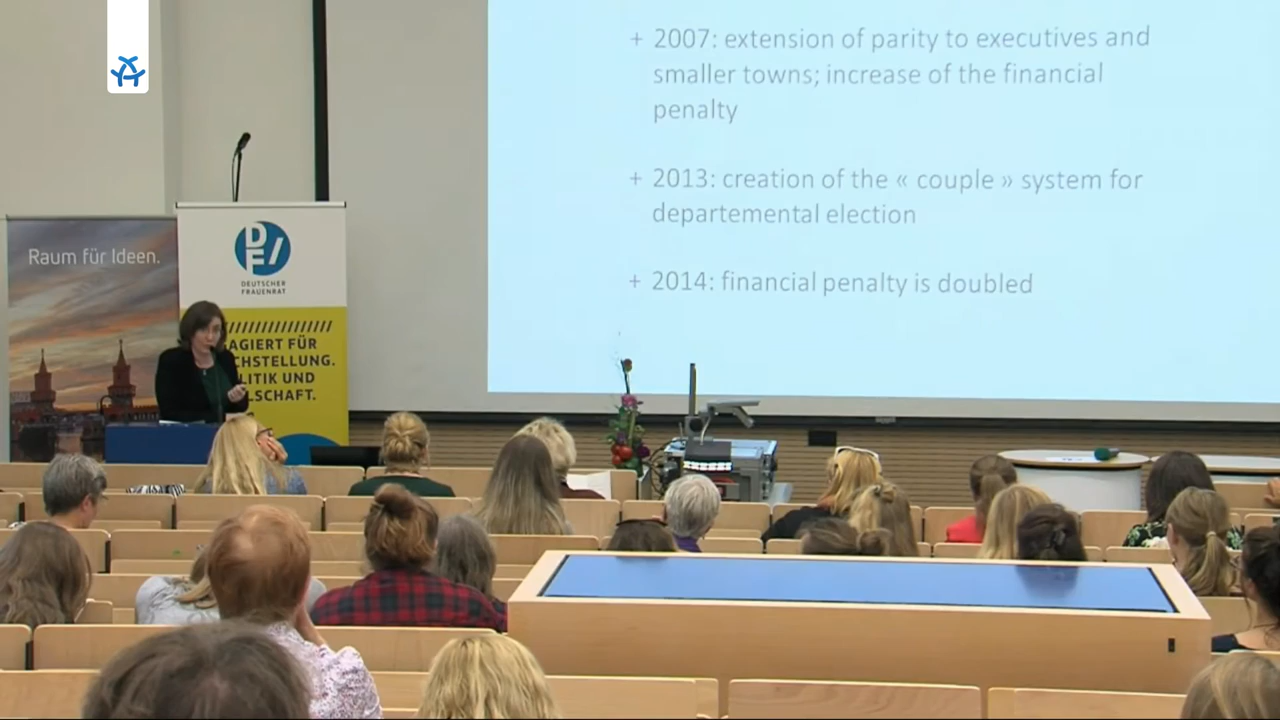 + 2007: extension of parity to executives and
smaller towns; increase of the financial
penalty
+ 2013: creation of the « couple » system for
departemental election
+ 2014: financial penalty is doubled
Raum für Ideen.
DF/
DEUTSCHER
FRAUENRAT
AGIERT FÜR
CHSTELLUNG.
LITIK UND
LSCHAFT.